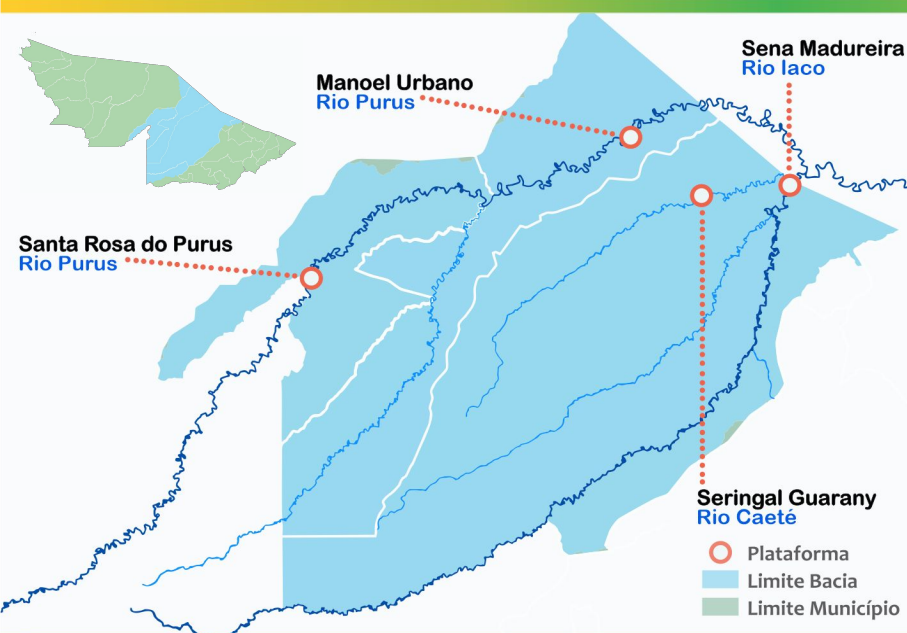 Sena Madureira
Rio Iaco
Manoel Urbano
Rio Purus
Santa Rosa do Purus
Rio Purus
Seringal Guarany
Rio Caeté
Plataforma
Limite Bacia
Limite Município